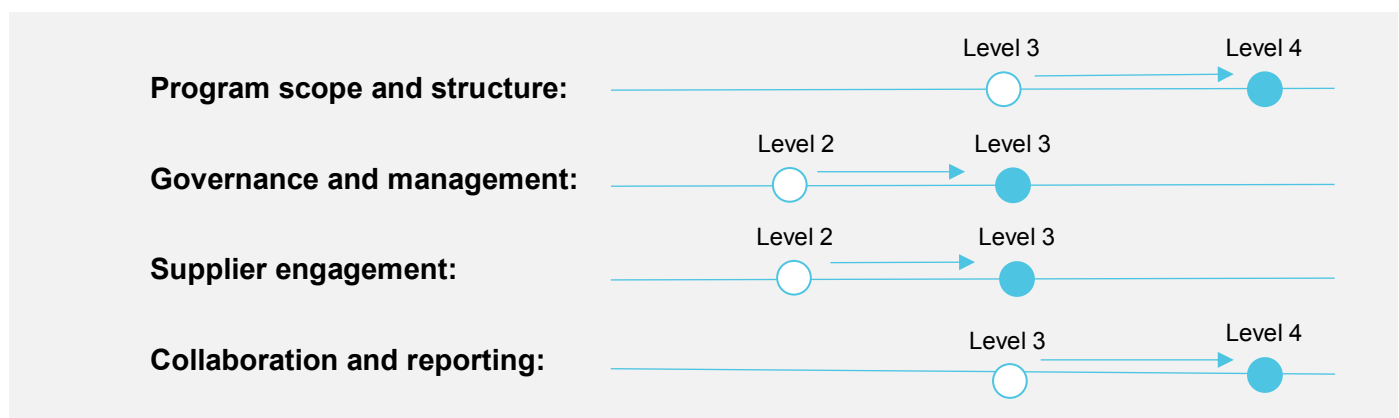 Level 3 Level 4
Program scope and structure:
Level 2 Level 3
Governance and management:
Level 2 Level 3
Supplier engagement:
Level 3 Level 4
Collaboration and reporting: